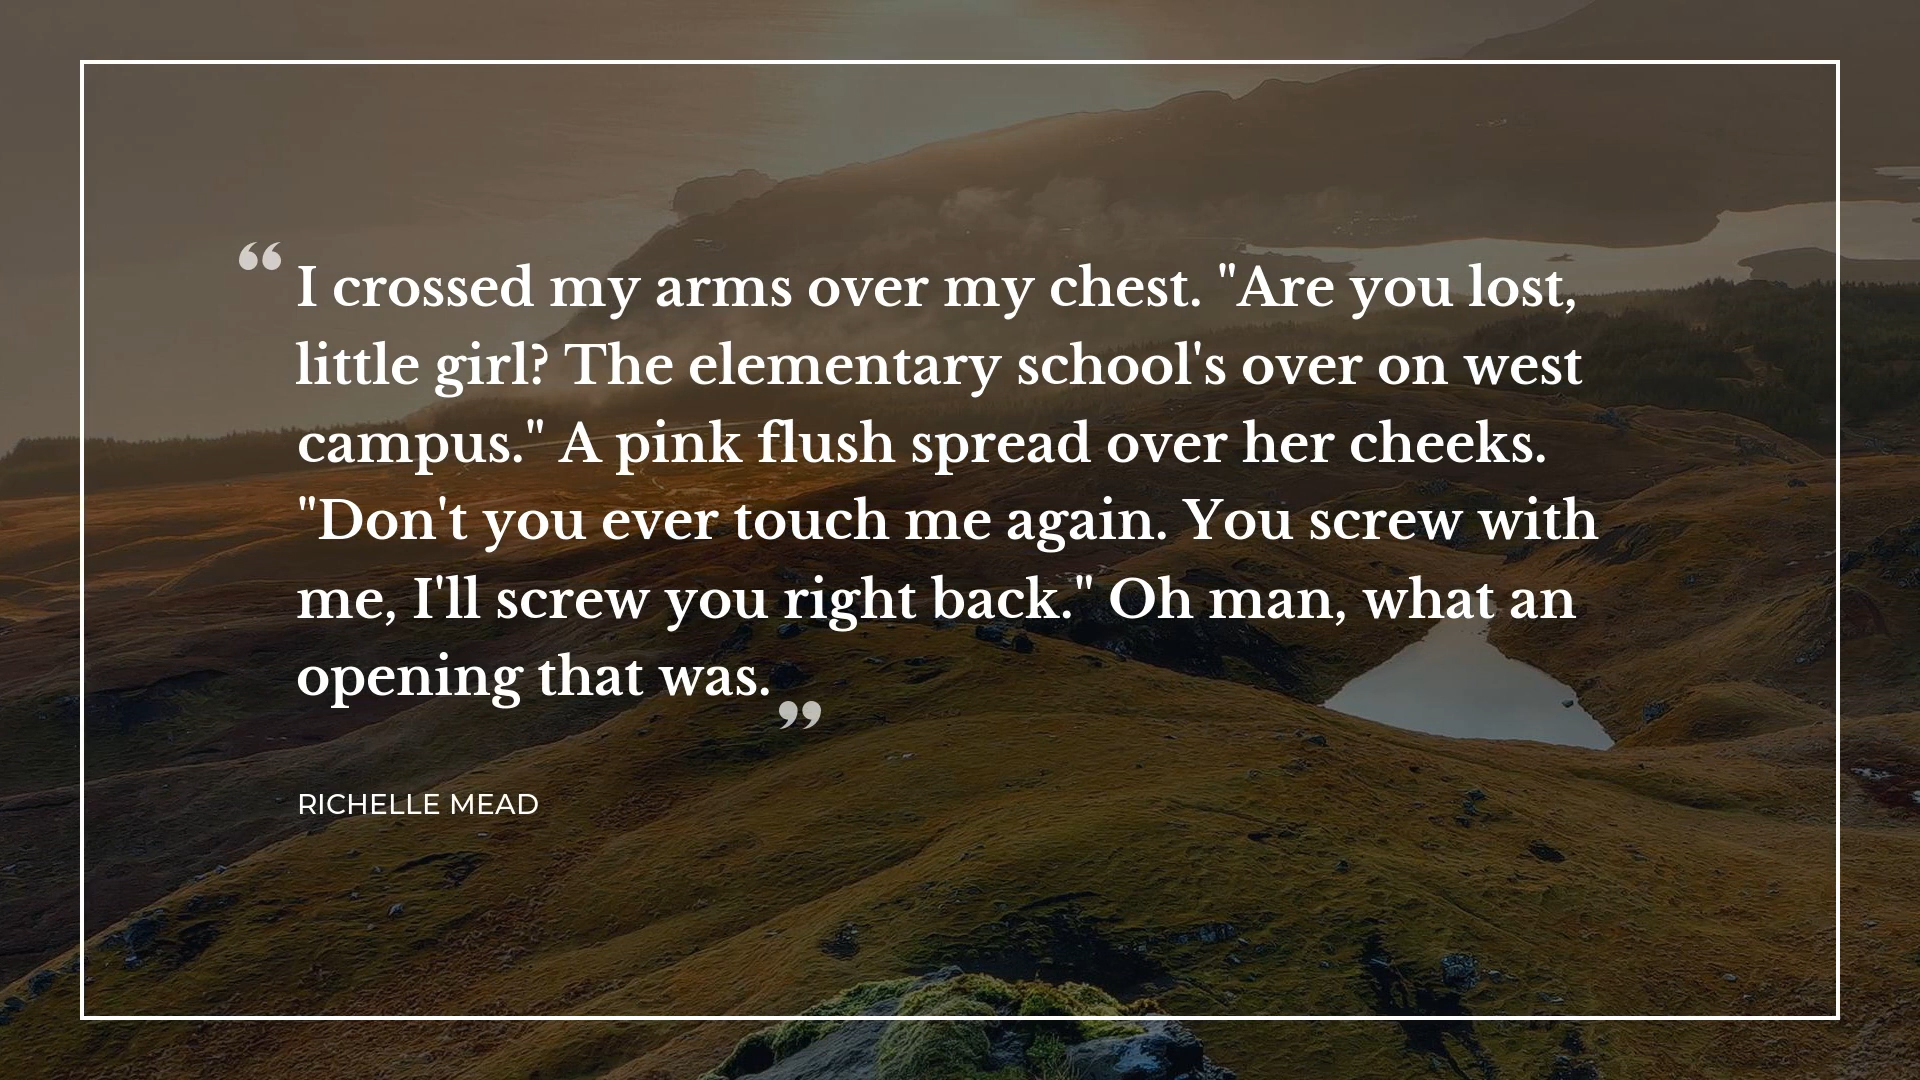 “
I crossed my arms over my chest. "Are you lost,
little girl? The elementary school's over on west
campus." A pink flush spread over her cheeks.
"Don't you ever touch me again. You screw with
me, I'll screw you right back." Oh man, what an
opening that was.
”
RICHELLE MEAD